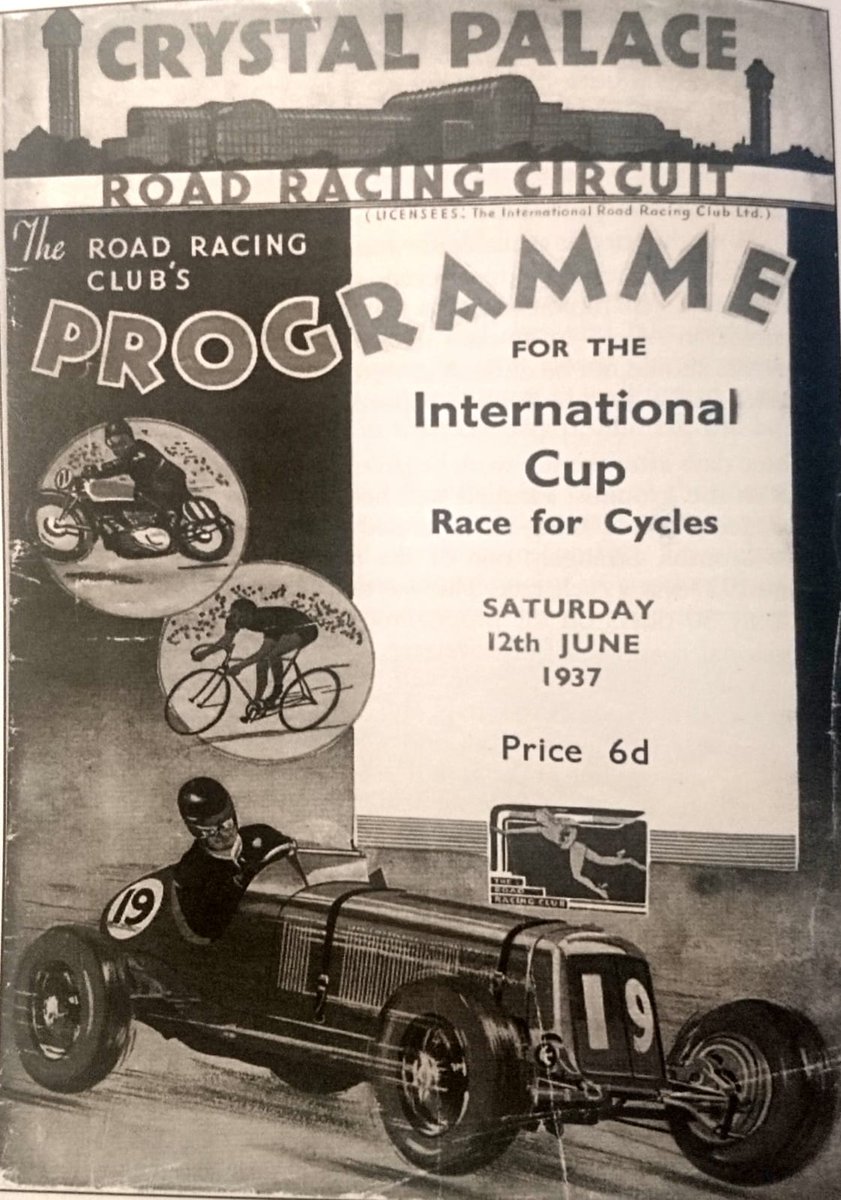 CRYSTAL PALACE
ROAD RACING CIRCUIT
(LICENSEES: The International Road Racing Club Ltd.)
The ROAD RACING
CLUB'S
PROGRAMME
FOR THE
International
Cup
Race for Cycles
SATURDAY
12th JUNE
1937
Price 6d
THE
ROAD
RACING CLUB
19
19